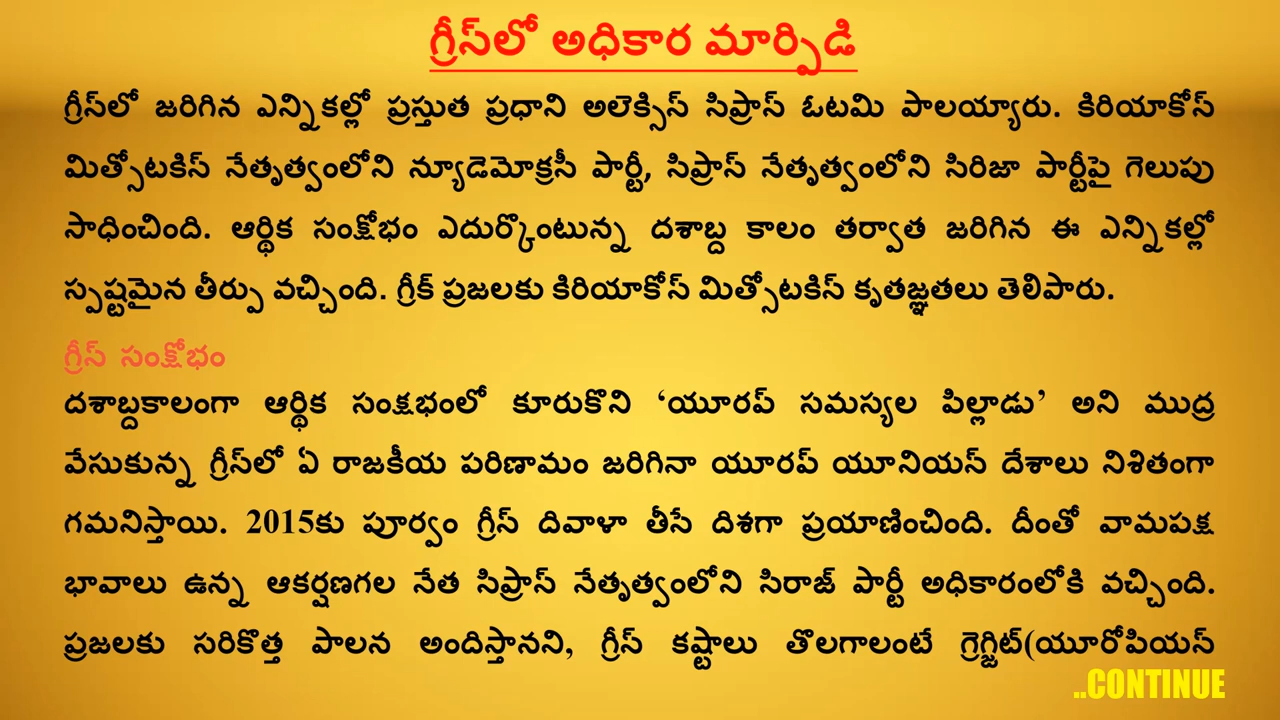 గ్రీస్‌లో అధికార మార్పిడి
గ్రీస్‌లో జరిగిన ఎన్నికల్లో ప్రస్తుత ప్రధాని అలెక్సిస్ సిప్రాస్ ఓటమి పాలయ్యారు. కిరియాకోస్
మిత్సోటకిస్ నేతృత్వంలోని న్యూడెమోక్రసీ పార్టీ, సిప్రాస్ నేతృత్వంలోని సిరిజా పార్టీపై గెలుపు
సాధించింది. ఆర్థిక సంక్షోభం ఎదుర్కొంటున్న దశాబ్ద కాలం తర్వాత జరిగిన ఈ ఎన్నికల్లో
స్పష్టమైన తీర్పు వచ్చింది. గ్రీక్ ప్రజలకు కిరియాకోస్ మిత్సోటకిస్ కృతజ్ఞతలు తెలిపారు.
గ్రీస్ సంక్షోభం
దశాబ్దకాలంగా ఆర్థిక సంక్షభంలో కూరుకొని ‘యూరప్ సమస్యల పిల్లాడు’ అని ముద్ర
వేసుకున్న గ్రీస్‌లో ఏ రాజకీయ పరిణామం జరిగినా యూరప్ యూనియస్ దేశాలు నిశితంగా
గమనిస్తాయి. 2015కు పూర్వం గ్రీస్ దివాళా తీసే దిశగా ప్రయాణించింది. దీంతో వామపక్ష
భావాలు ఉన్న ఆకర్షణగల నేత సిప్రాస్ నేతృత్వంలోని సిరాజ్ పార్టీ అధికారంలోకి వచ్చింది.
ప్రజలకు సరికొత్త పాలన అందిస్తానని, గ్రీస్ కష్టాలు తొలగాలంటే గ్రెగ్జిట్(యూరోపియస్
..CONTINUE